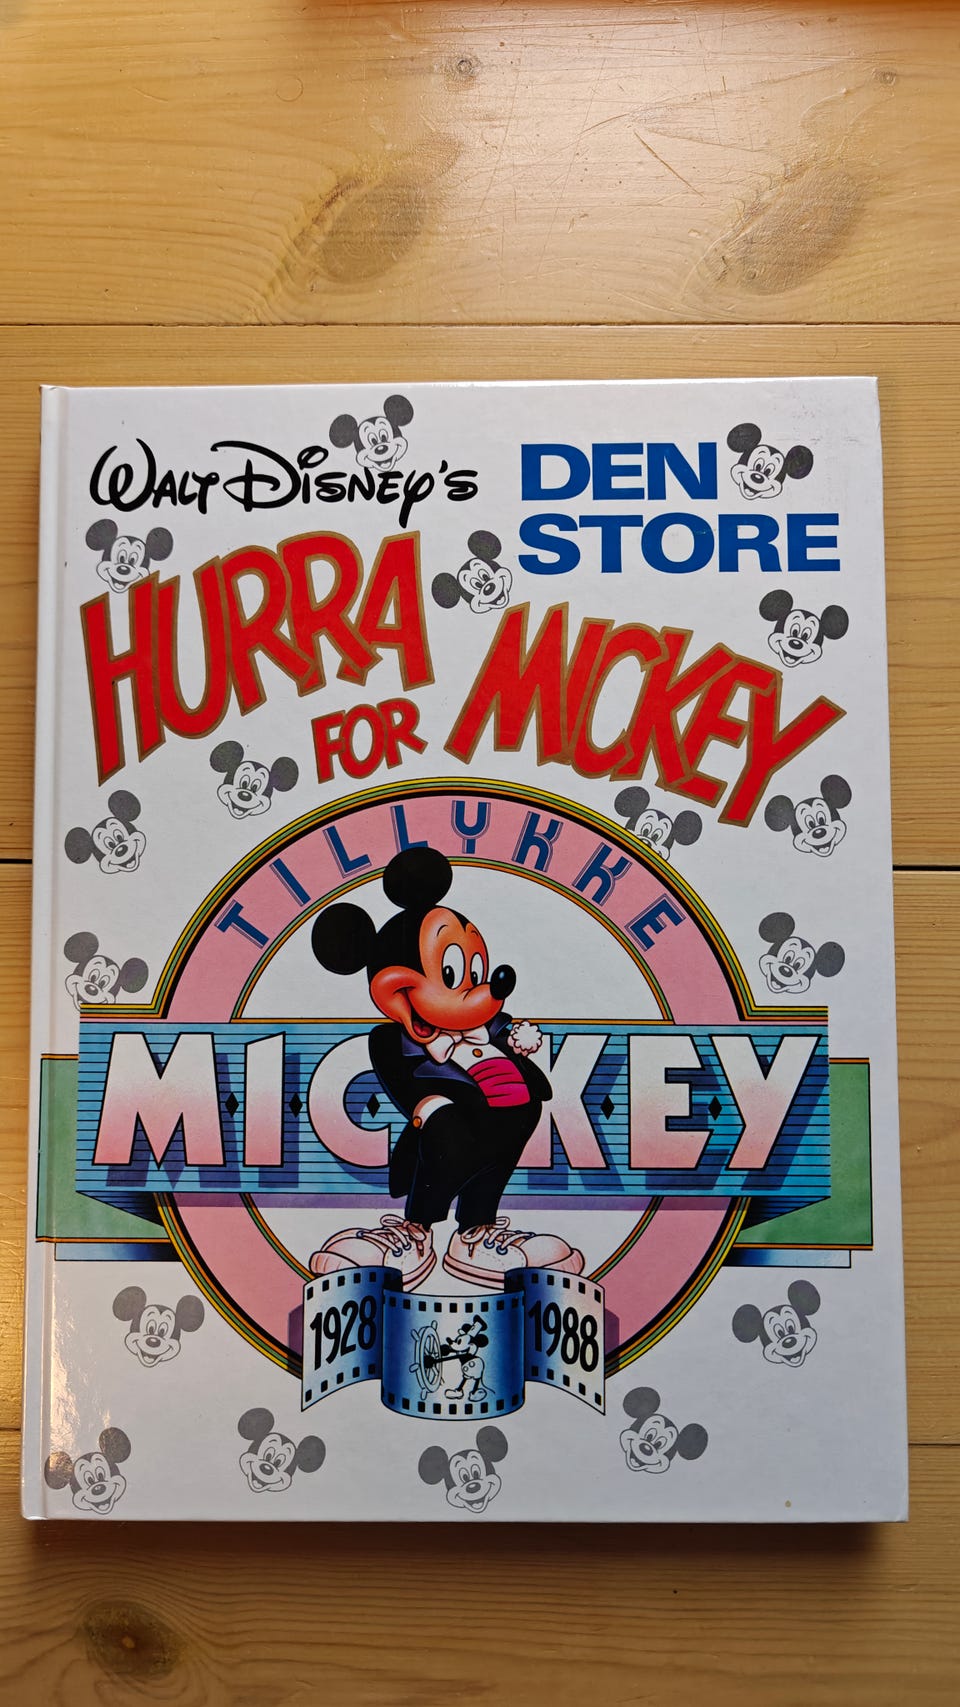 WALT DISNEY'S
DEN
STORE
HURRA
FOR
MICKEY
TILLYKKE
MICKEY
1928
1988